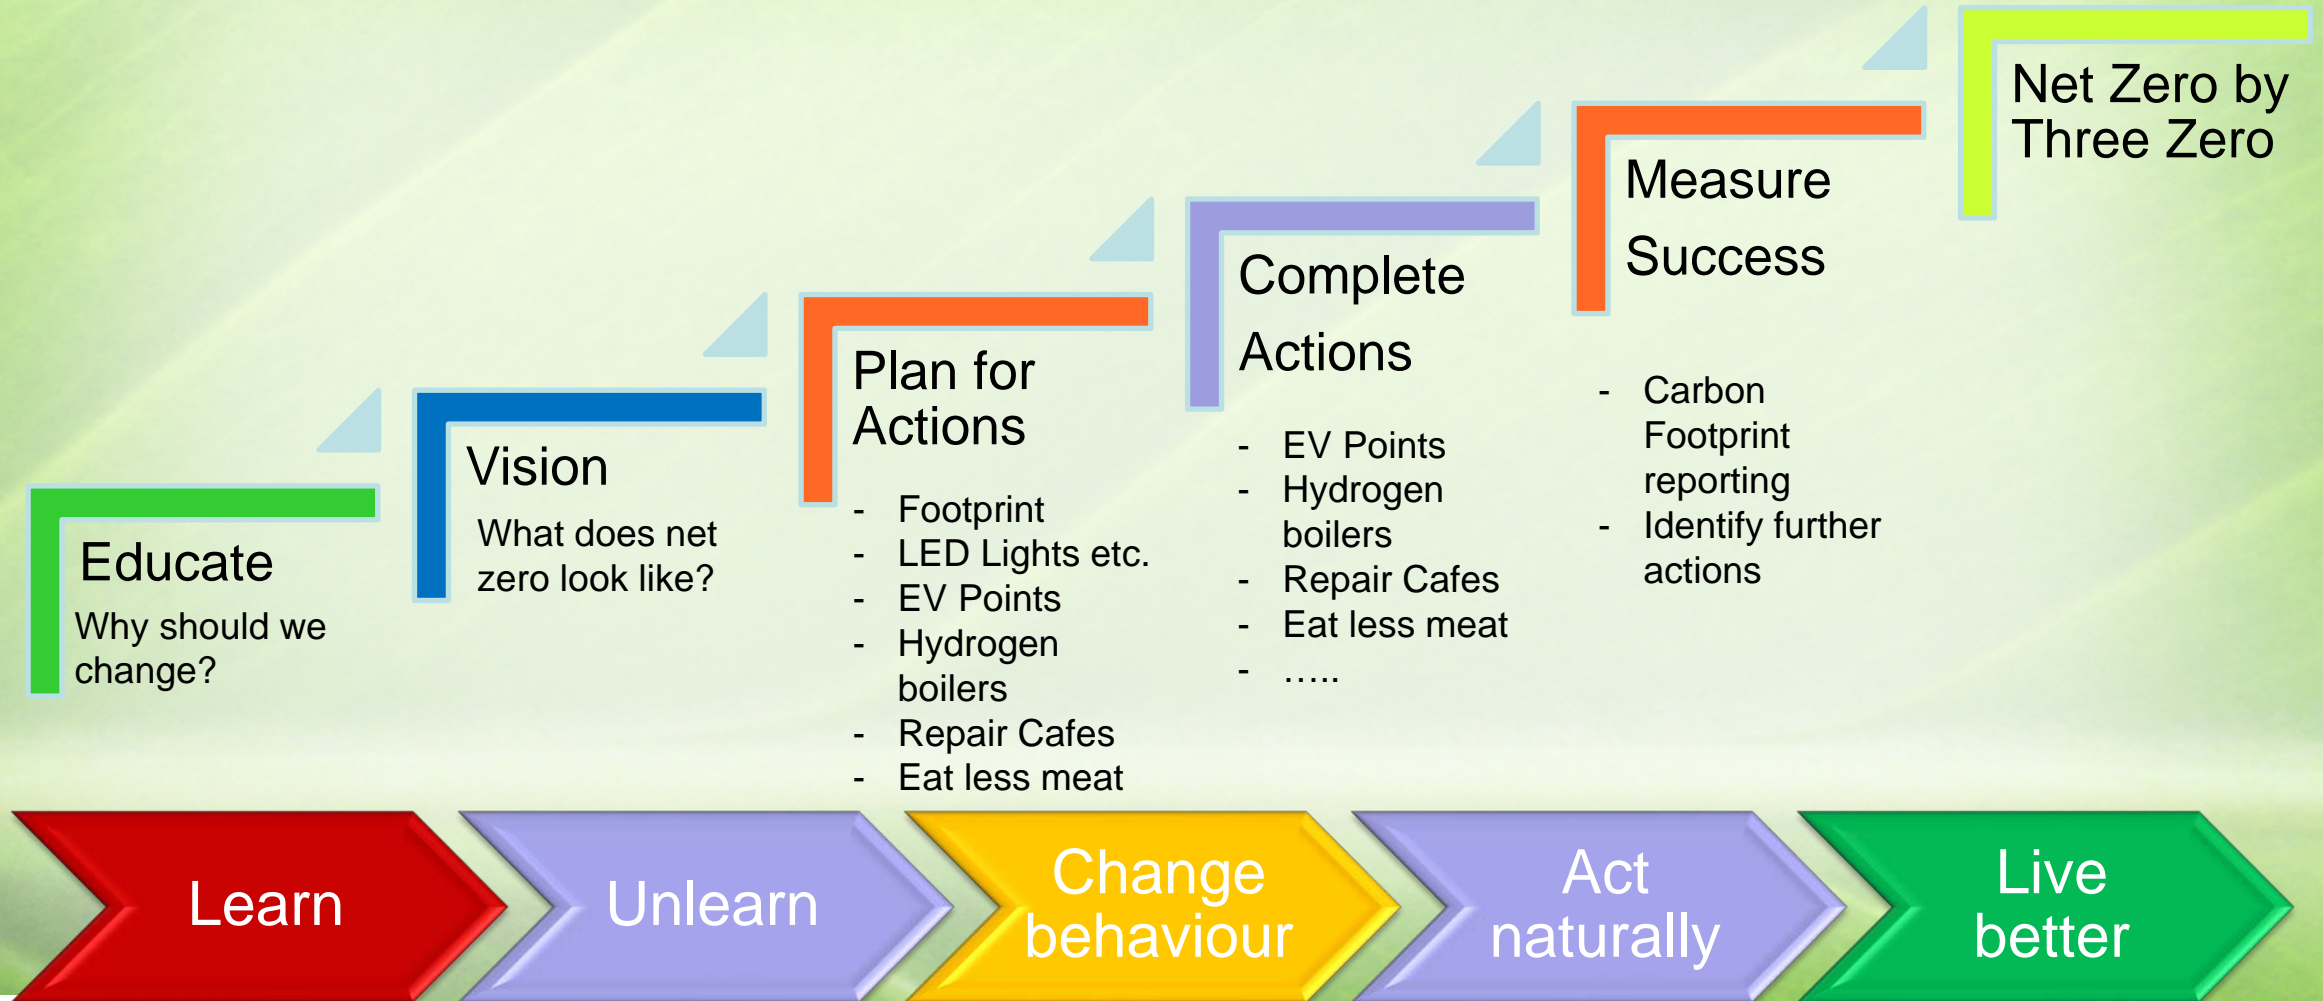 Educate
Why should we
change?
Vision
What does net
zero look like?
Plan for
Actions
- Footprint
- LED Lights etc.
- EV Points
- Hydrogen
boilers
- Repair Cafes
- Eat less meat
Complete
Actions
- EV Points
- Hydrogen
boilers
- Repair Cafes
- Eat less meat
- .....
Measure
Success
- Carbon
Footprint
reporting
- Identify further
actions
Net Zero by
Three Zero
Learn
Unlearn
Change
behaviour
Act
naturally
Live
better